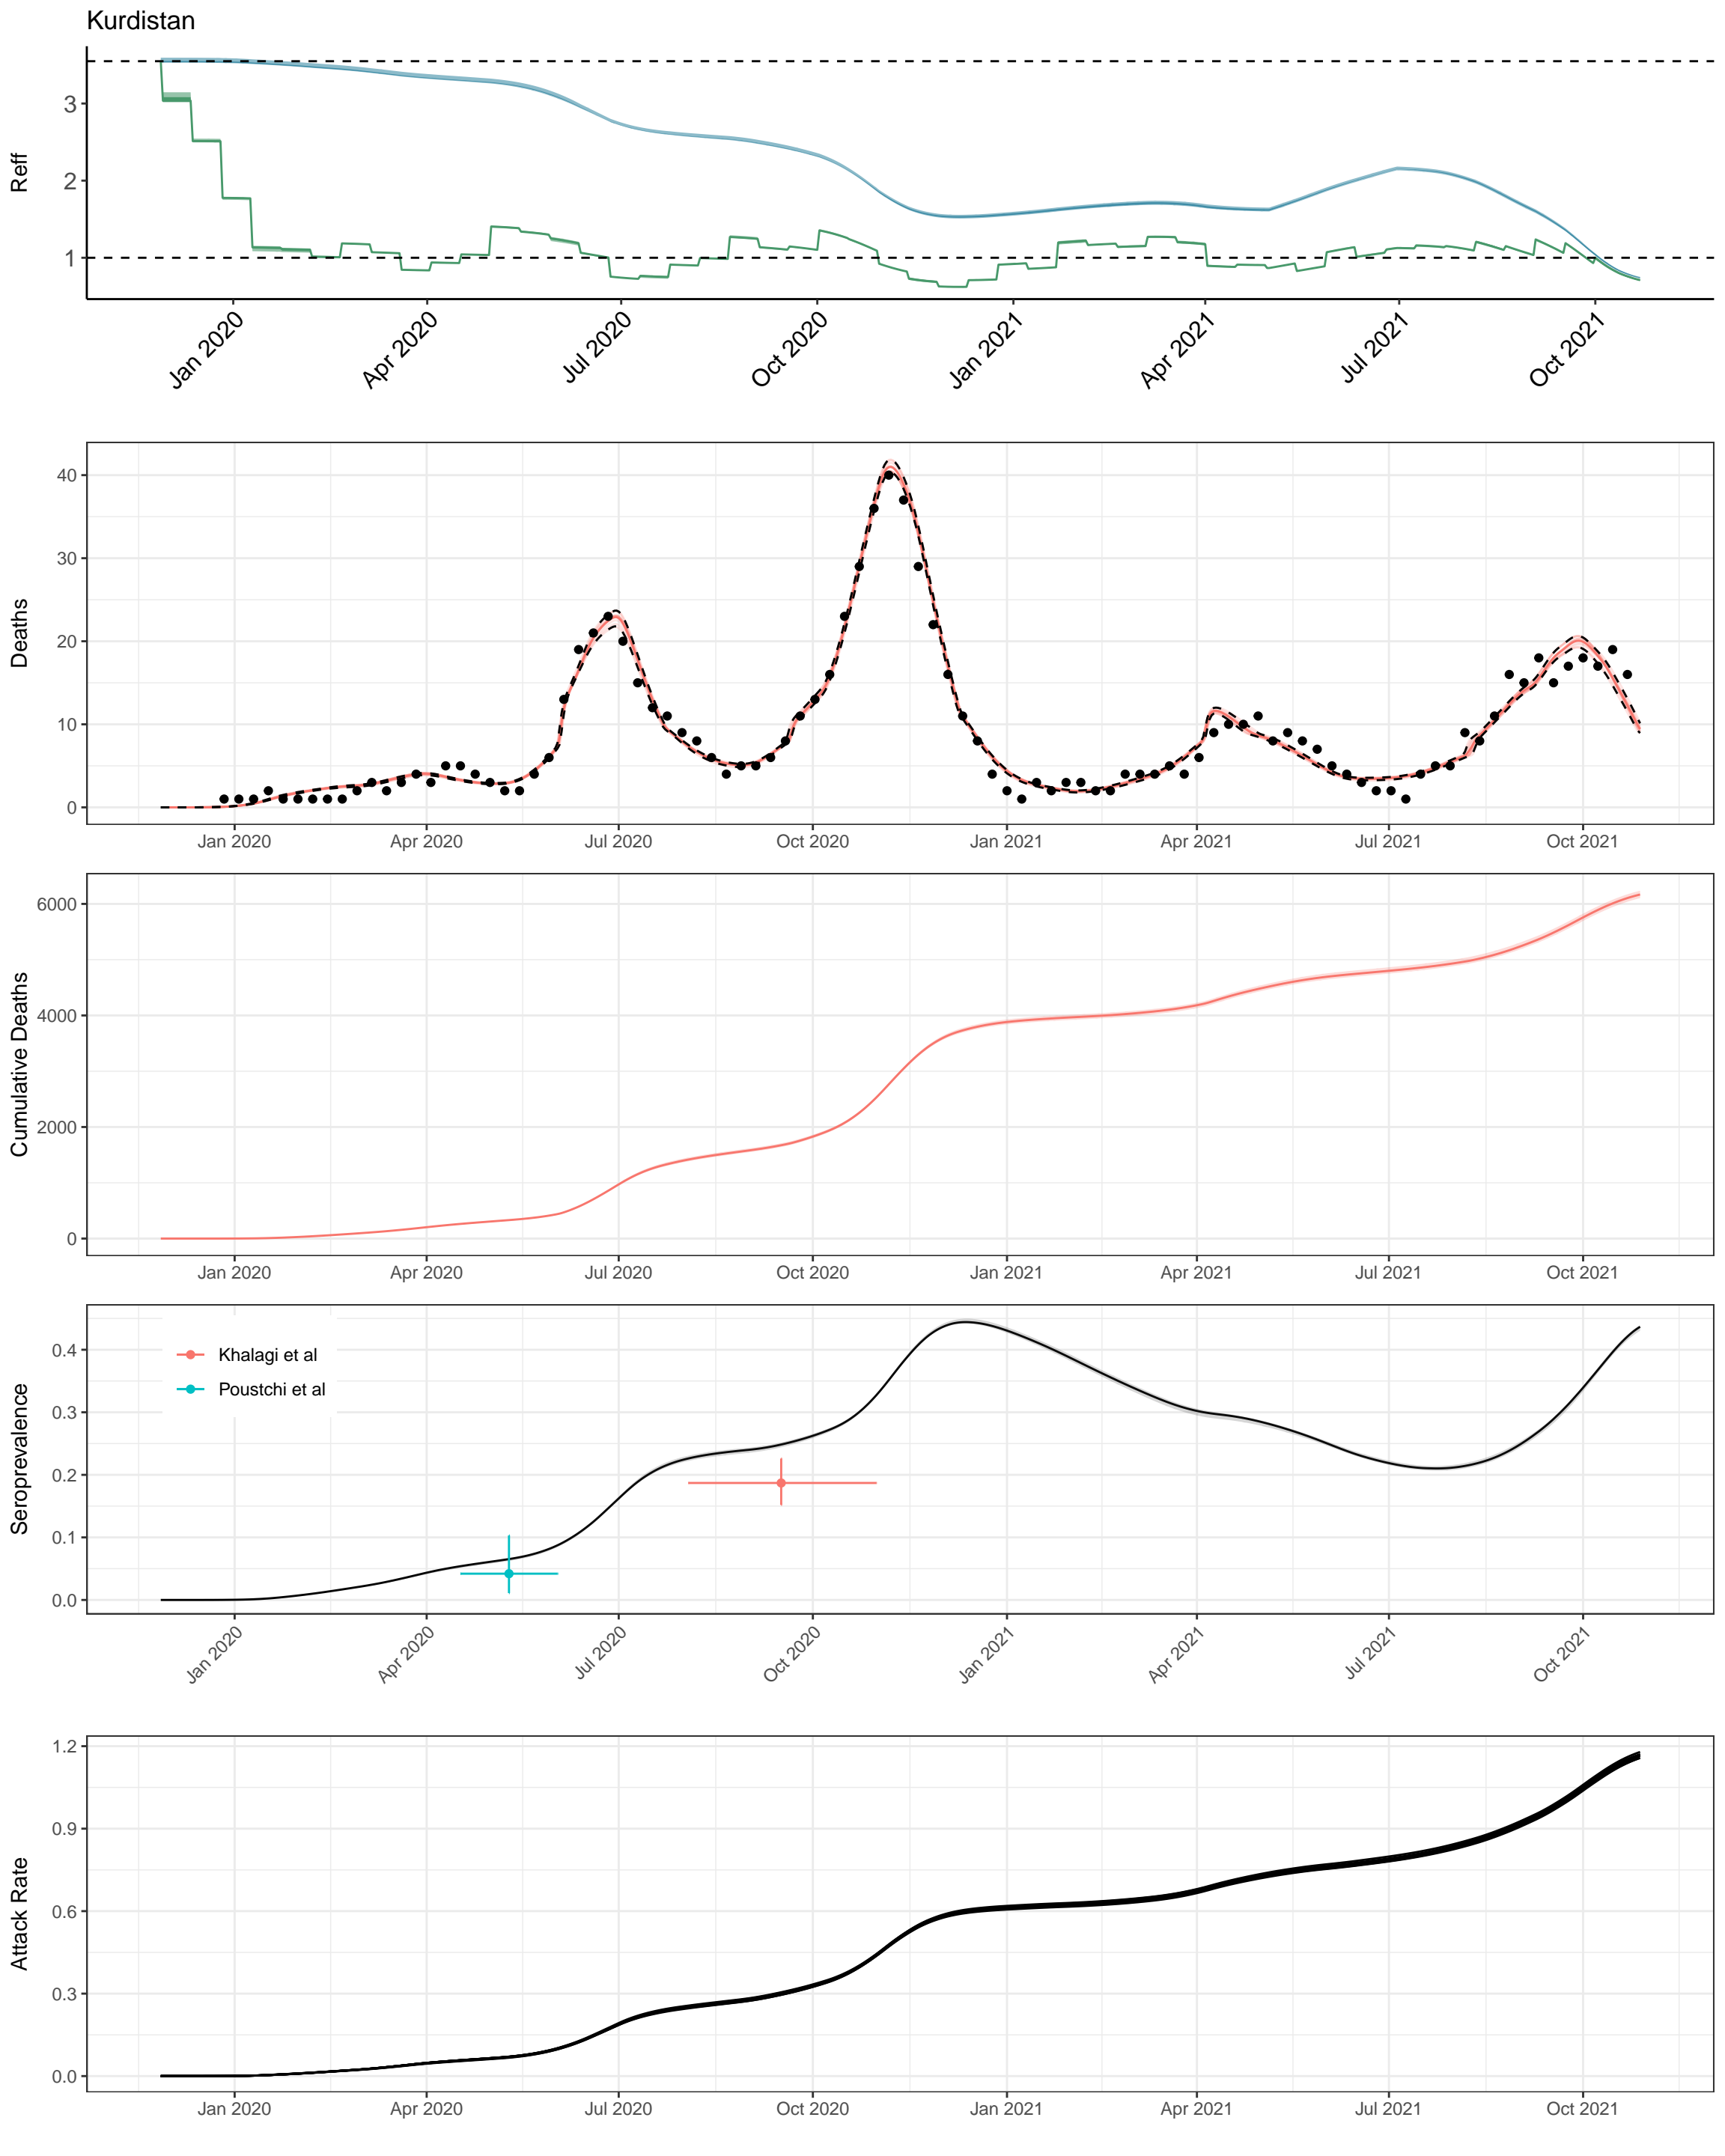 Kurdistan
Reff
3
2
1
Jan 2020
Apr 2020
Jul 2020
Oct 2020
Jan 2021
Apr 2021
Jul 2021
Oct 2021
Deaths
40
30
20
10
0
Jan 2020
Apr 2020
Jul 2020
Oct 2020
Jan 2021
Apr 2021
Jul 2021
Oct 2021
Cumulative Deaths
6000
4000
2000
0
Jan 2020
Apr 2020
Jul 2020
Oct 2020
Jan 2021
Apr 2021
Jul 2021
Oct 2021
Seroprevalence
0.4
0.3
0.2
0.1
0.0
Khalagi et al
Poustchi et al
Jan 2020
Apr 2020
Jul 2020
Oct 2020
Jan 2021
Apr 2021
Jul 2021
Oct 2021
Attack Rate
1.2
0.9
0.6
0.3
0.0
Jan 2020
Apr 2020
Jul 2020
Oct 2020
Jan 2021
Apr 2021
Jul 2021
Oct 2021